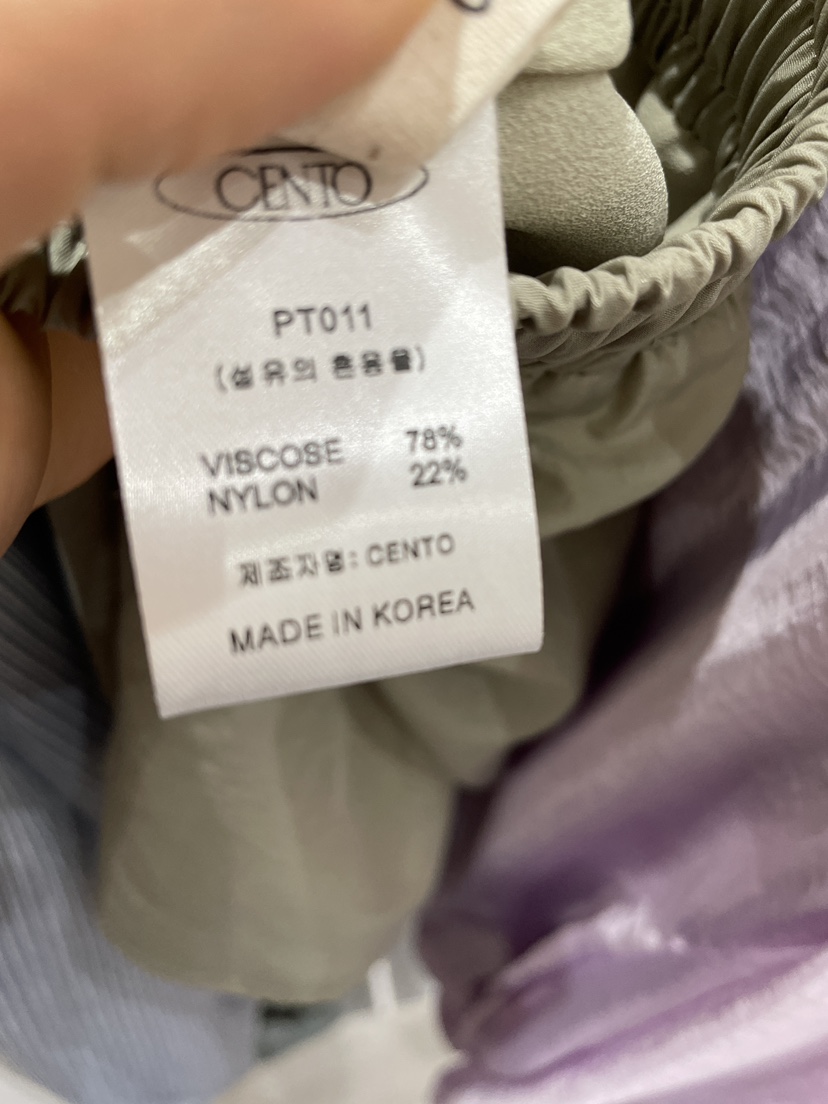 CENTO
PT011
(섬유의 혼용율)
VISCOSE 78%
NYLON 22%
제조자명: CENTO
MADE IN KOREA